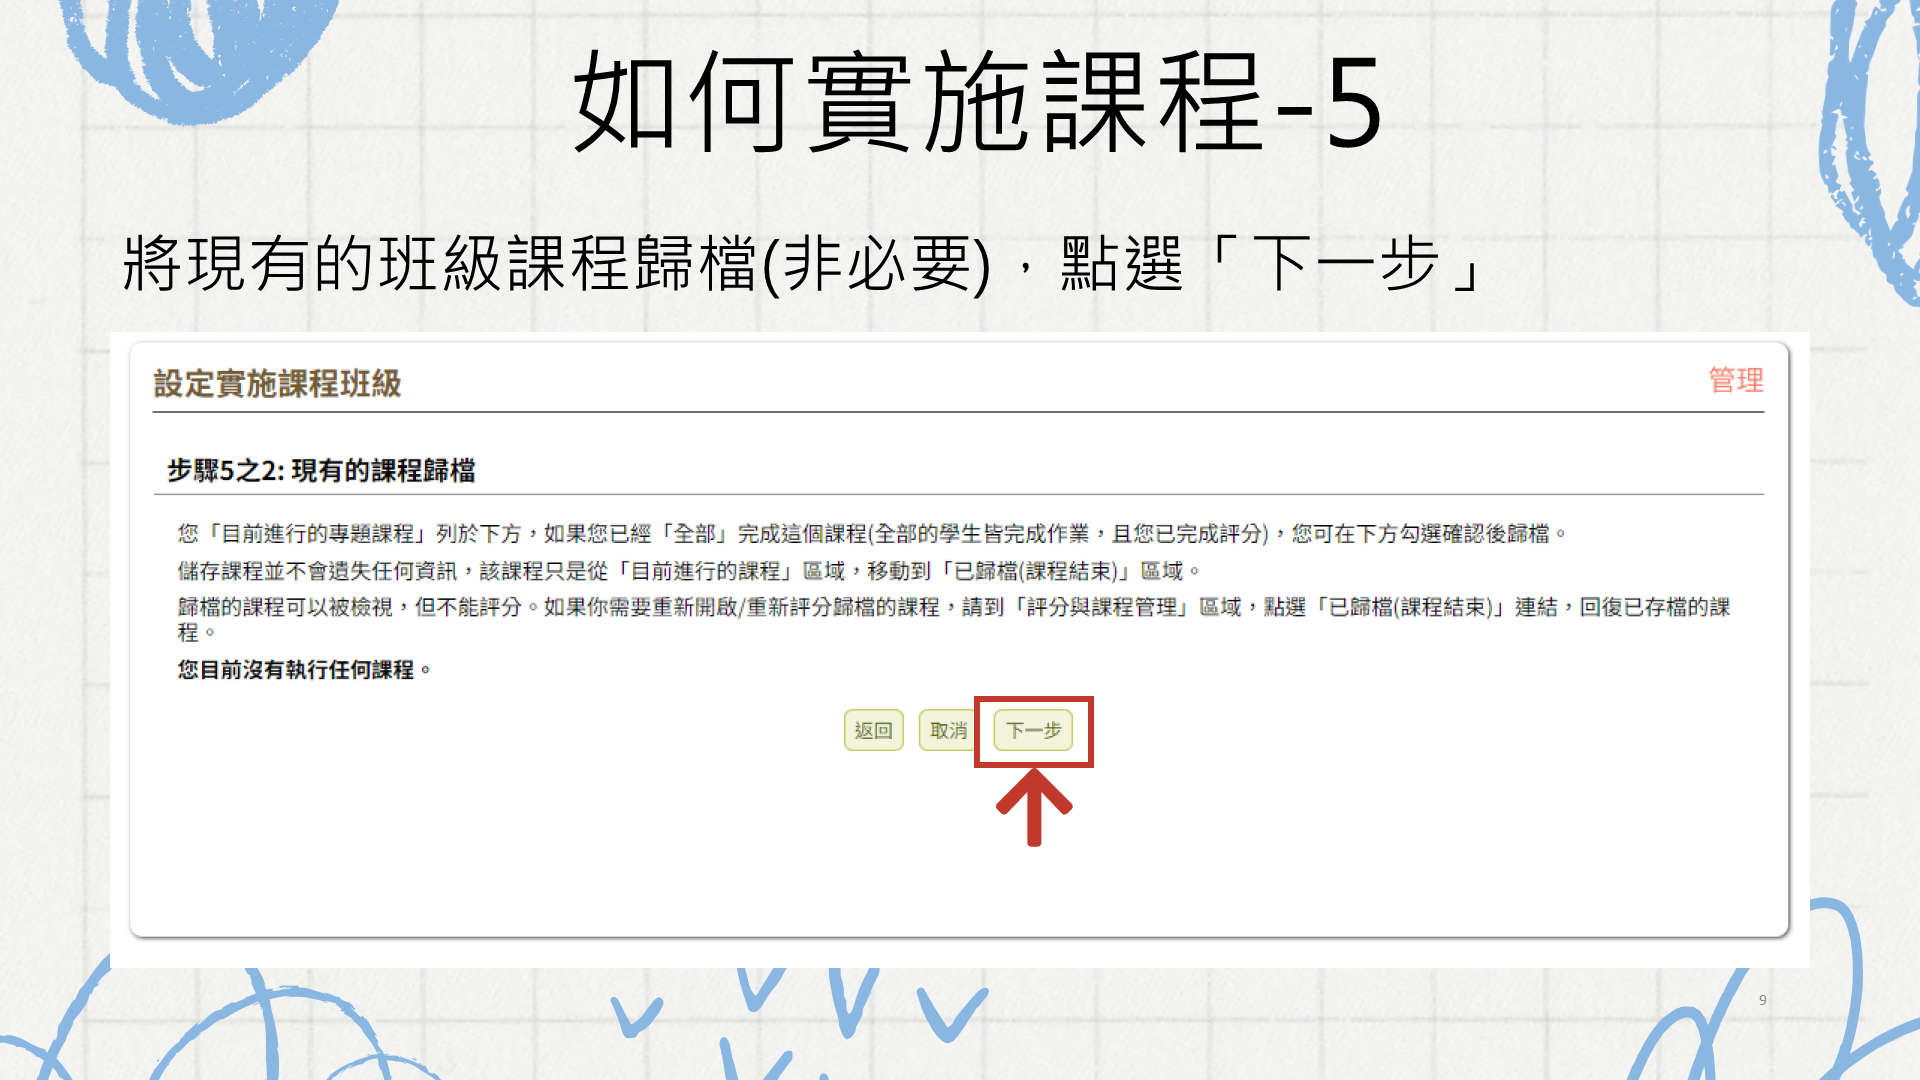 如何實施課程-5
將現有的班級課程歸檔(非必要)，點選「下一步」
設定實施課程班級
管理
步驟5之2: 現有的課程歸檔
您「目前進行的專題課程」列於下方，如果您已經「全部」完成這個課程(全部的學生皆完成作業，且您已完成評分)，您可在下方勾選確認後歸檔。
儲存課程並不會遺失任何資訊，該課程只是從「目前進行的課程」區域，移動到「已歸檔(課程結束)」區域。
歸檔的課程可以被檢視，但不能評分。如果你需要重新開啟/重新評分歸檔的課程，請到「評分與課程管理」區域，點選「已歸檔(課程結束)」連結，回復已存檔的課
程。
您目前沒有執行任何課程。
返回
取消
下一步
9